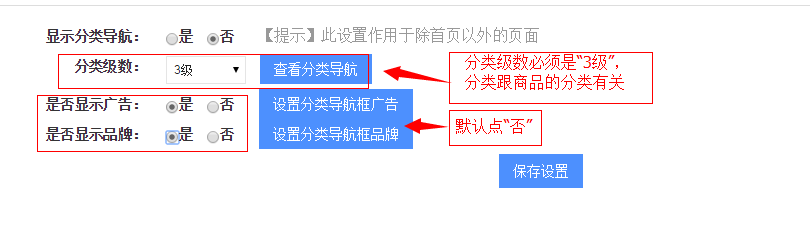 显示分类导航： 是 否 【提示】此设置作用于除首页以外的页面
分类级数： 3级 查看分类导航
分类级数必须是“3级”，
分类跟商品的分类有关
是否显示广告： 是 否 设置分类导航框广告
是否显示品牌： 是 否 设置分类导航框品牌
默认点“否”
保存设置